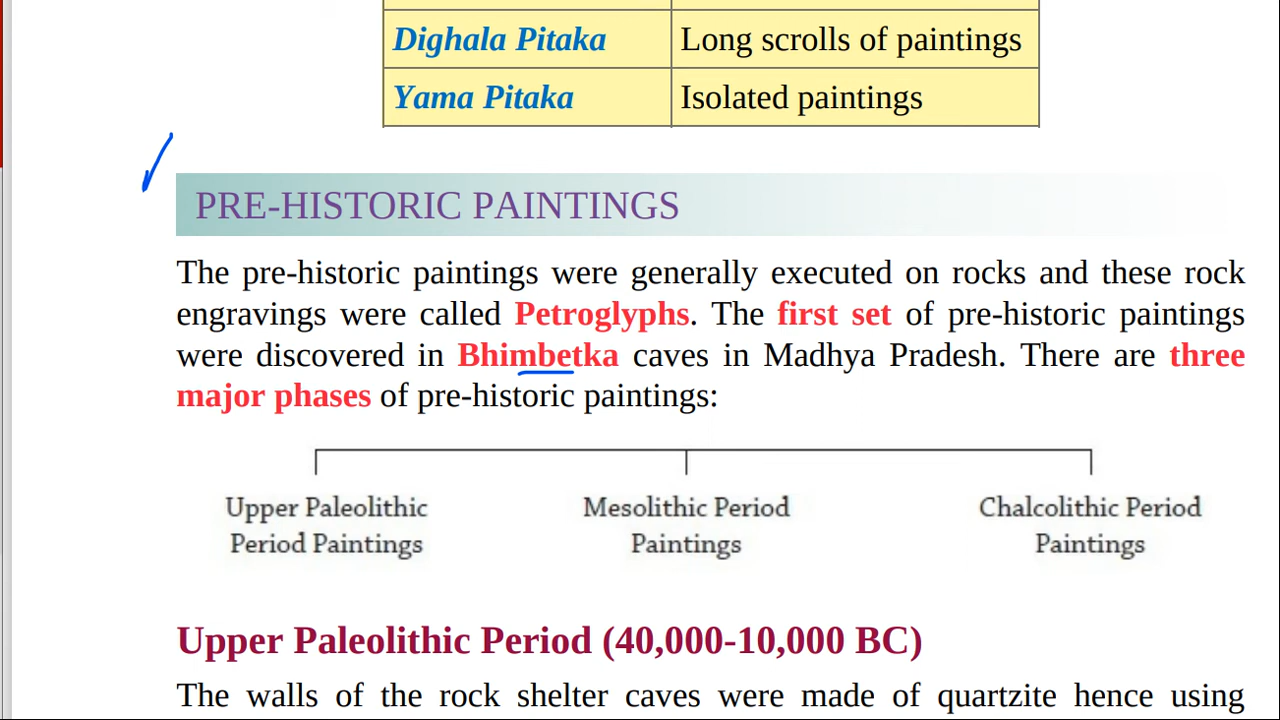 Dighala Pitaka Long scrolls of paintings
Yama Pitaka Isolated paintings
PRE-HISTORIC PAINTINGS
The pre-historic paintings were generally executed on rocks and these rock
engravings were called Petroglyphs. The first set of pre-historic paintings
were discovered in Bhimbetka caves in Madhya Pradesh. There are three
major phases of pre-historic paintings:
Upper Paleolithic Mesolithic Period Chalcolithic Period
Period Paintings Paintings Paintings
Upper Paleolithic Period (40,000-10,000 BC)
The walls of the rock shelter caves were made of quartzite hence using